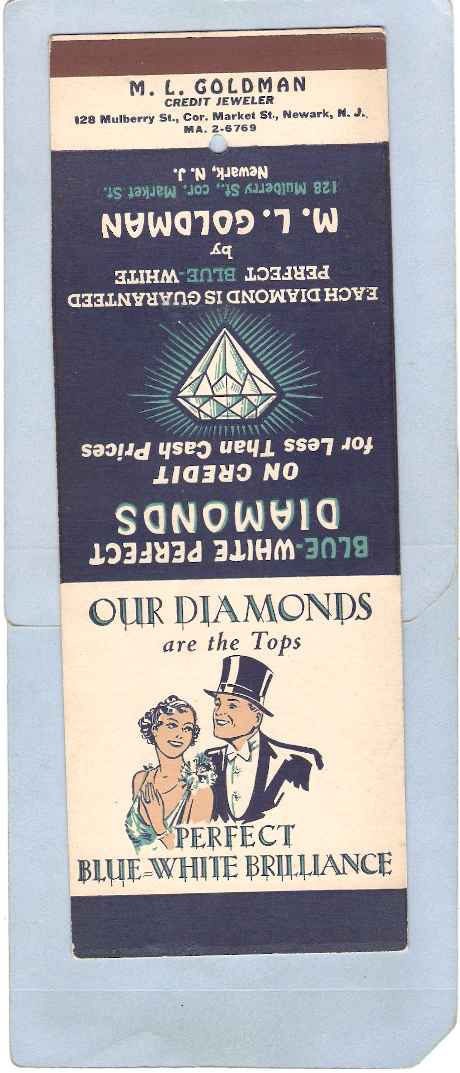 M. L. GOLDMAN
CREDIT JEWELER
128 Mulberry St., Cor. Market St., Newark, N. J.
MA. 2-6769
BLUE-WHITE PERFECT
DIAMONDS
ON CREDIT
for Less Than Cash Prices
EACH DIAMOND IS GUARANTEED
PERFECT BLUE-WHITE
by
M. L. GOLDMAN
128 Mulberry St., cor. Market St.
Newark, N. J.
OUR DIAMONDS
are the Tops
PERFECT
BLUE=WHITE BRILLIANCE